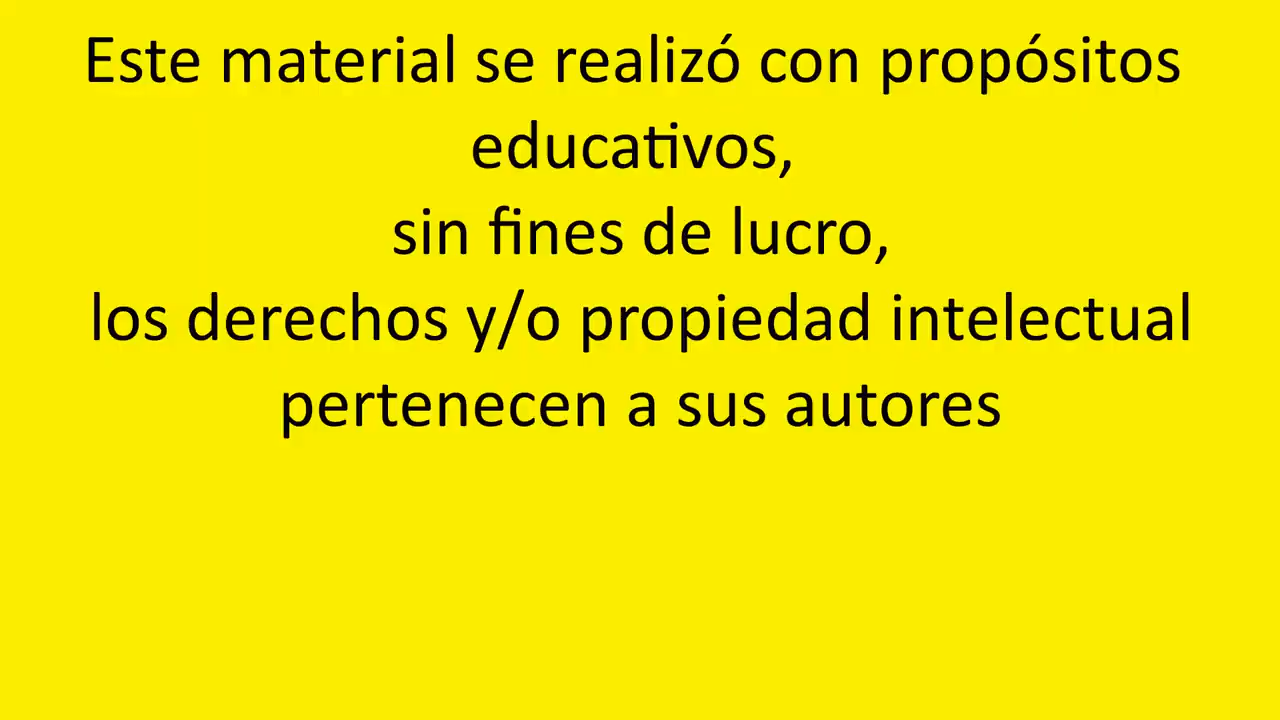 Este material se realizó con propósitos
educativos,
sin fines de lucro,
los derechos y/o propiedad intelectual
pertenecen a sus autores